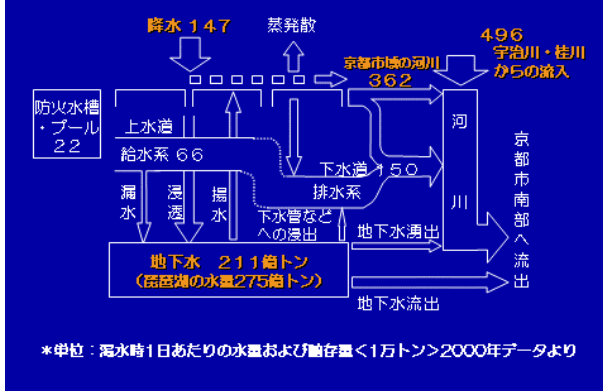 降水 147
蒸発散
496
宇治川・桂川
からの流入
京都市域の河川
362
防火水槽
・プール
22
上水道
給水系 66
下水道 150
排水系
河川
漏水
浸透
揚水
下水管など
への浸出
地下水湧出
京都市南部へ流出
地下水 211億トン
(琵琶湖の水量275億トン)
地下水流出
*単位：渇水時1日あたりの水量および貯存量<1万トン>2000年データより